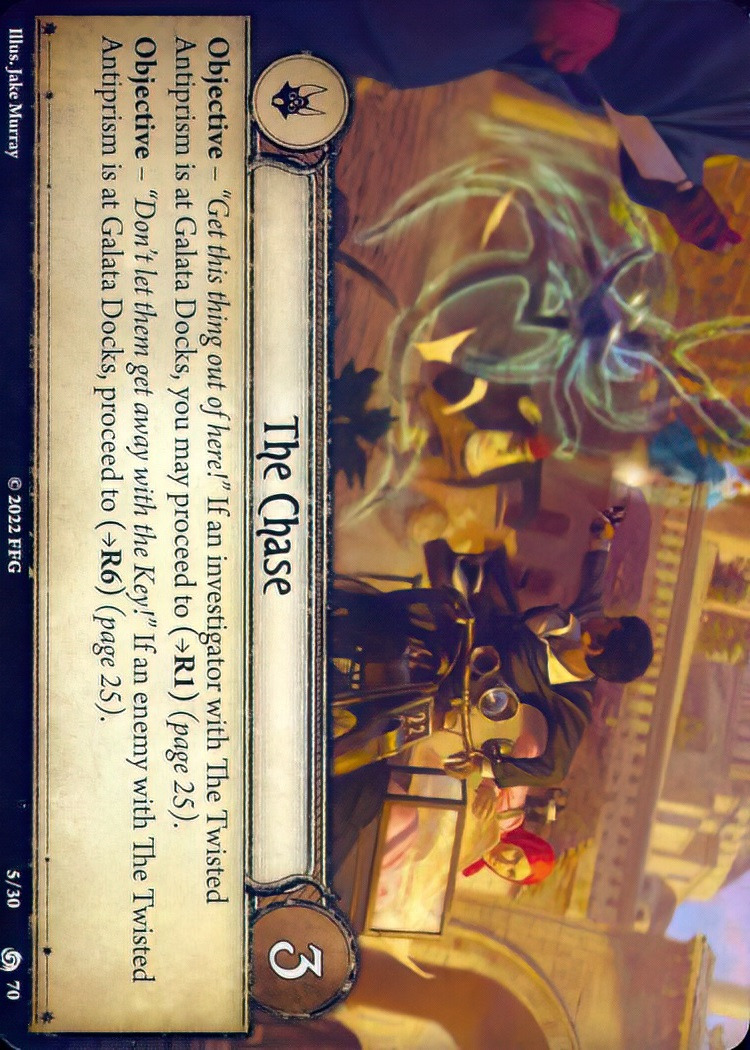 22
The Chase
3
Objective – “Get this thing out of here!” If an investigator with The Twisted
Antiprism is at Galata Docks, you may proceed to (→R1) (page 25).
Objective – “Don’t let them get away with the Key!” If an enemy with The Twisted
Antiprism is at Galata Docks, proceed to (→R6) (page 25).
Illus. Jake Murray
© 2022 FFG
5/30
70